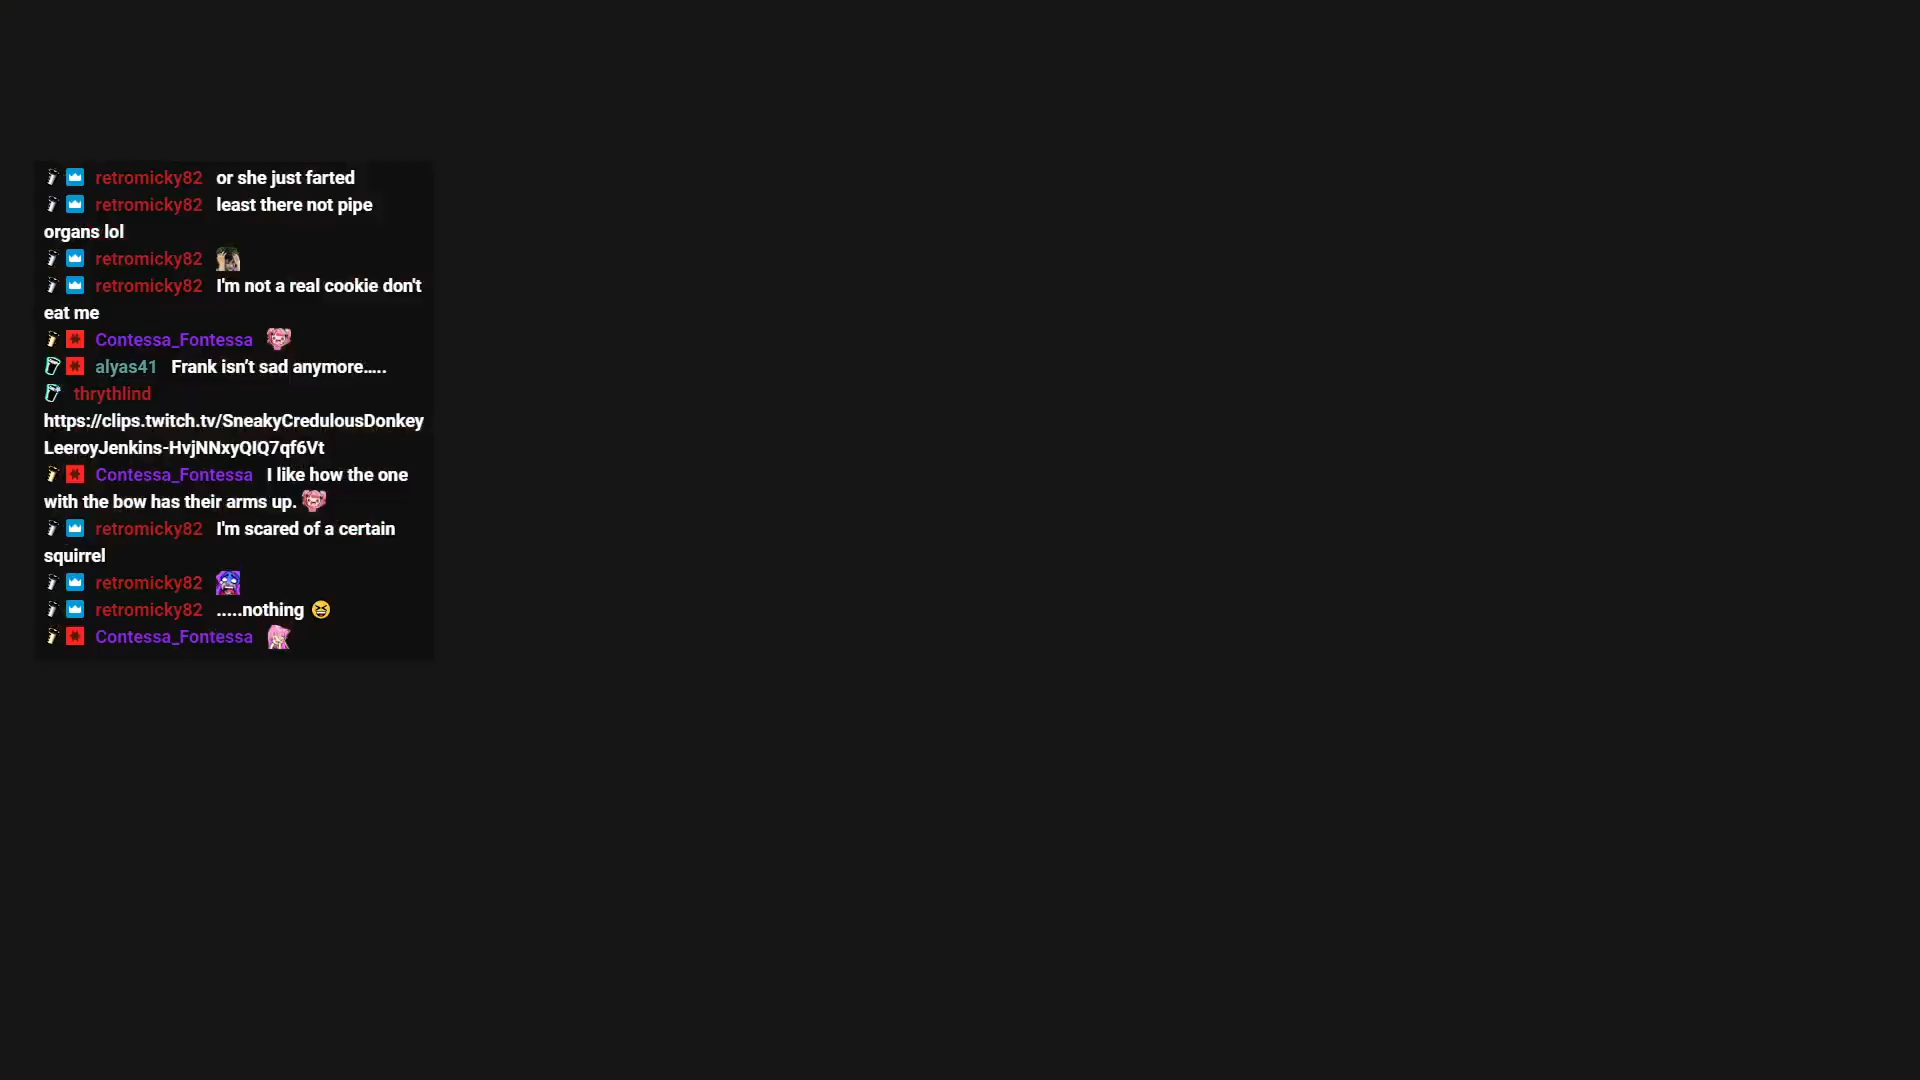 retromicky82 or she just farted
retromicky82 least there not pipe
organs lol
retromicky82
retromicky82 I'm not a real cookie don't
eat me
Contessa_Fontessa
alyas41 Frank isn’t sad anymore…..
thrythlind
https://clips.twitch.tv/SneakyCredulousDonkey
LeeroyJenkins-HvjNNxyQIQ7qf6Vt
Contessa_Fontessa I like how the one
with the bow has their arms up.
retromicky82 I'm scared of a certain
squirrel
retromicky82
retromicky82 .....nothing 😆
Contessa_Fontessa